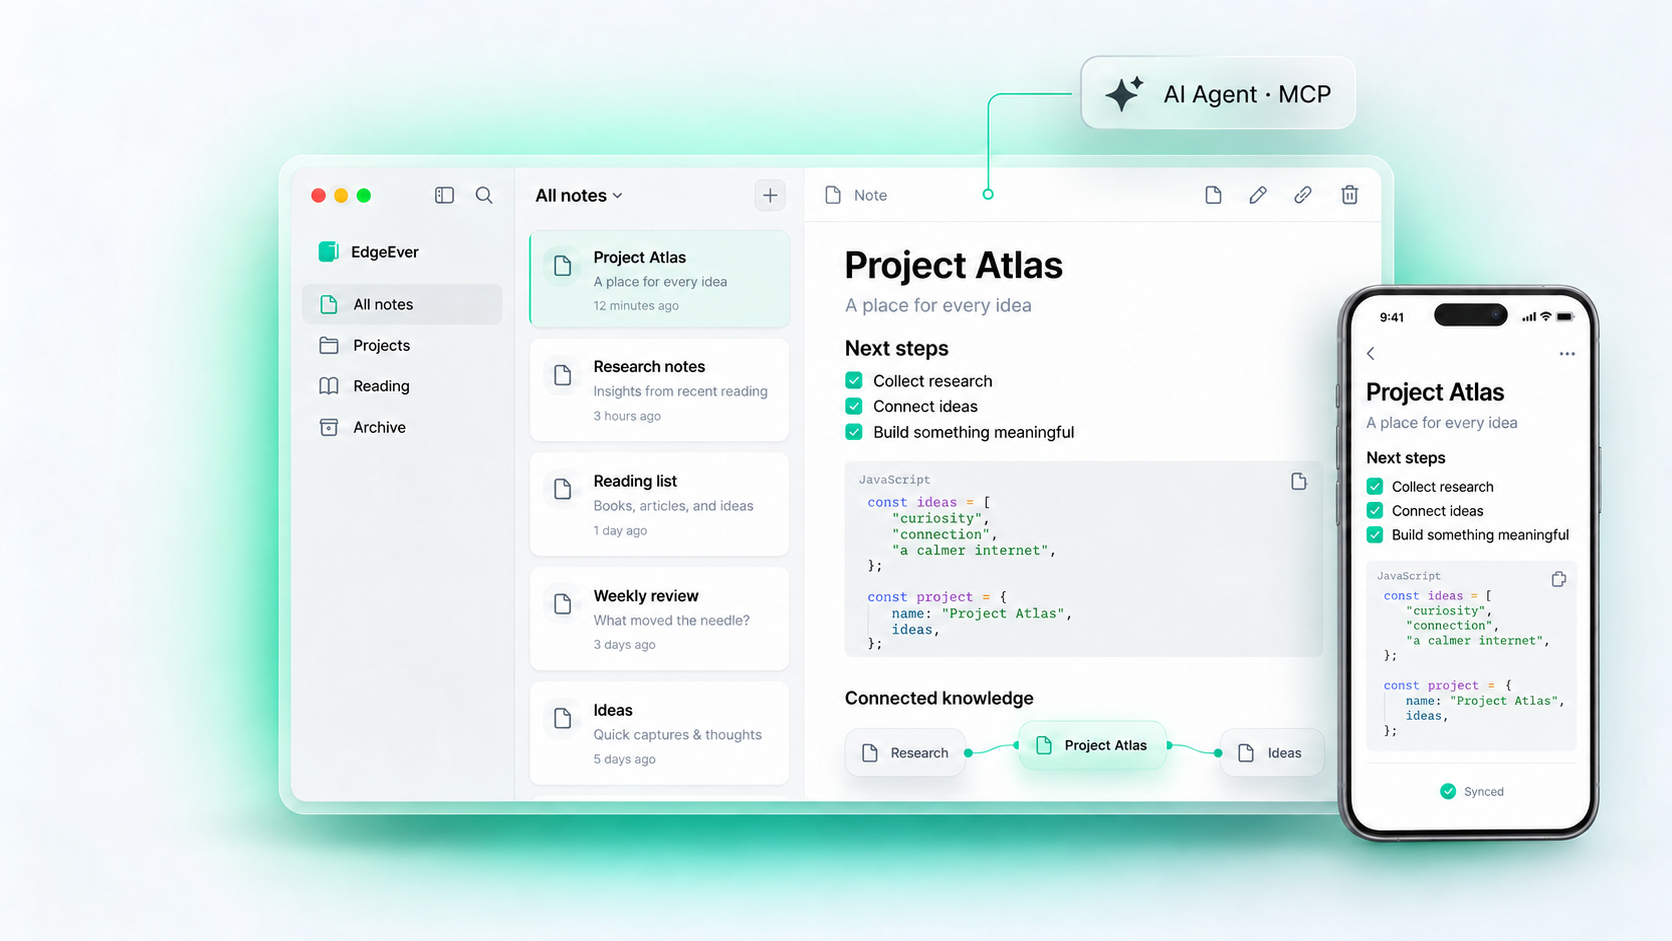 AI Agent · MCP
EdgeEver
All notes
Projects
Reading
Archive
All notes
Project Atlas
A place for every idea
12 minutes ago
Research notes
Insights from recent reading
3 hours ago
Reading list
Books, articles, and ideas
1 day ago
Weekly review
What moved the needle?
3 days ago
Ideas
Quick captures & thoughts
5 days ago
Note
Project Atlas
A place for every idea
Next steps
Collect research
Connect ideas
Build something meaningful
JavaScript
const ideas = [
"curiosity",
"connection",
"a calmer internet",
};
const project = {
name: "Project Atlas",
ideas,
};
Connected knowledge
Research
Project Atlas
Ideas
9:41
Project Atlas
A place for every idea
Next steps
Collect research
Connect ideas
Build something meaningful
JavaScript
const ideas = [
"curiosity",
"connection",
"a calmer internet",
};
const project = {
name: "Project Atlas",
ideas,
};
Synced